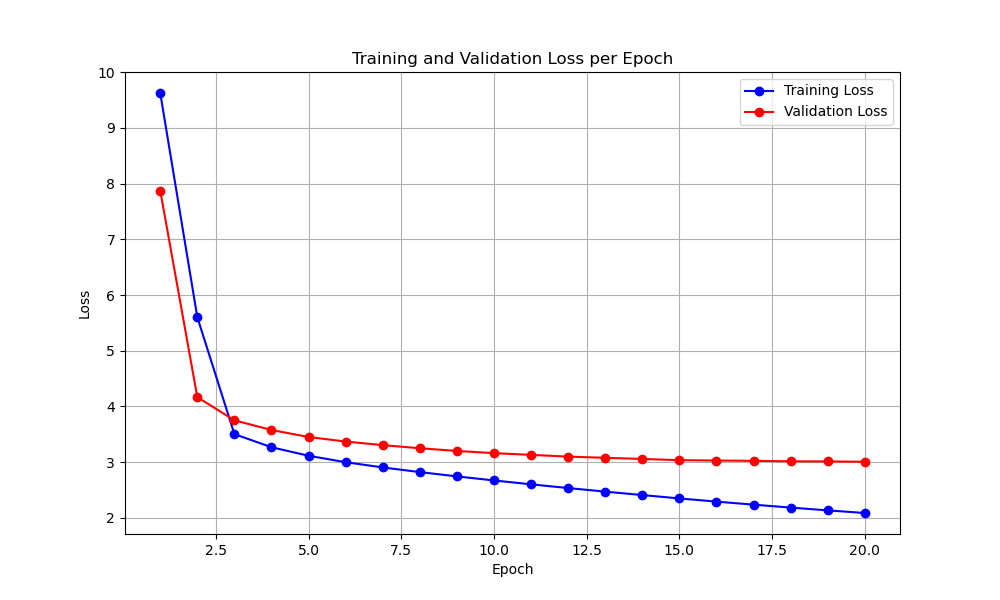 Training and Validation Loss per Epoch
Training Loss
Validation Loss
Loss
10
9
8
7
6
5
4
3
2
2.5 5.0 7.5 10.0 12.5 15.0 17.5 20.0
Epoch